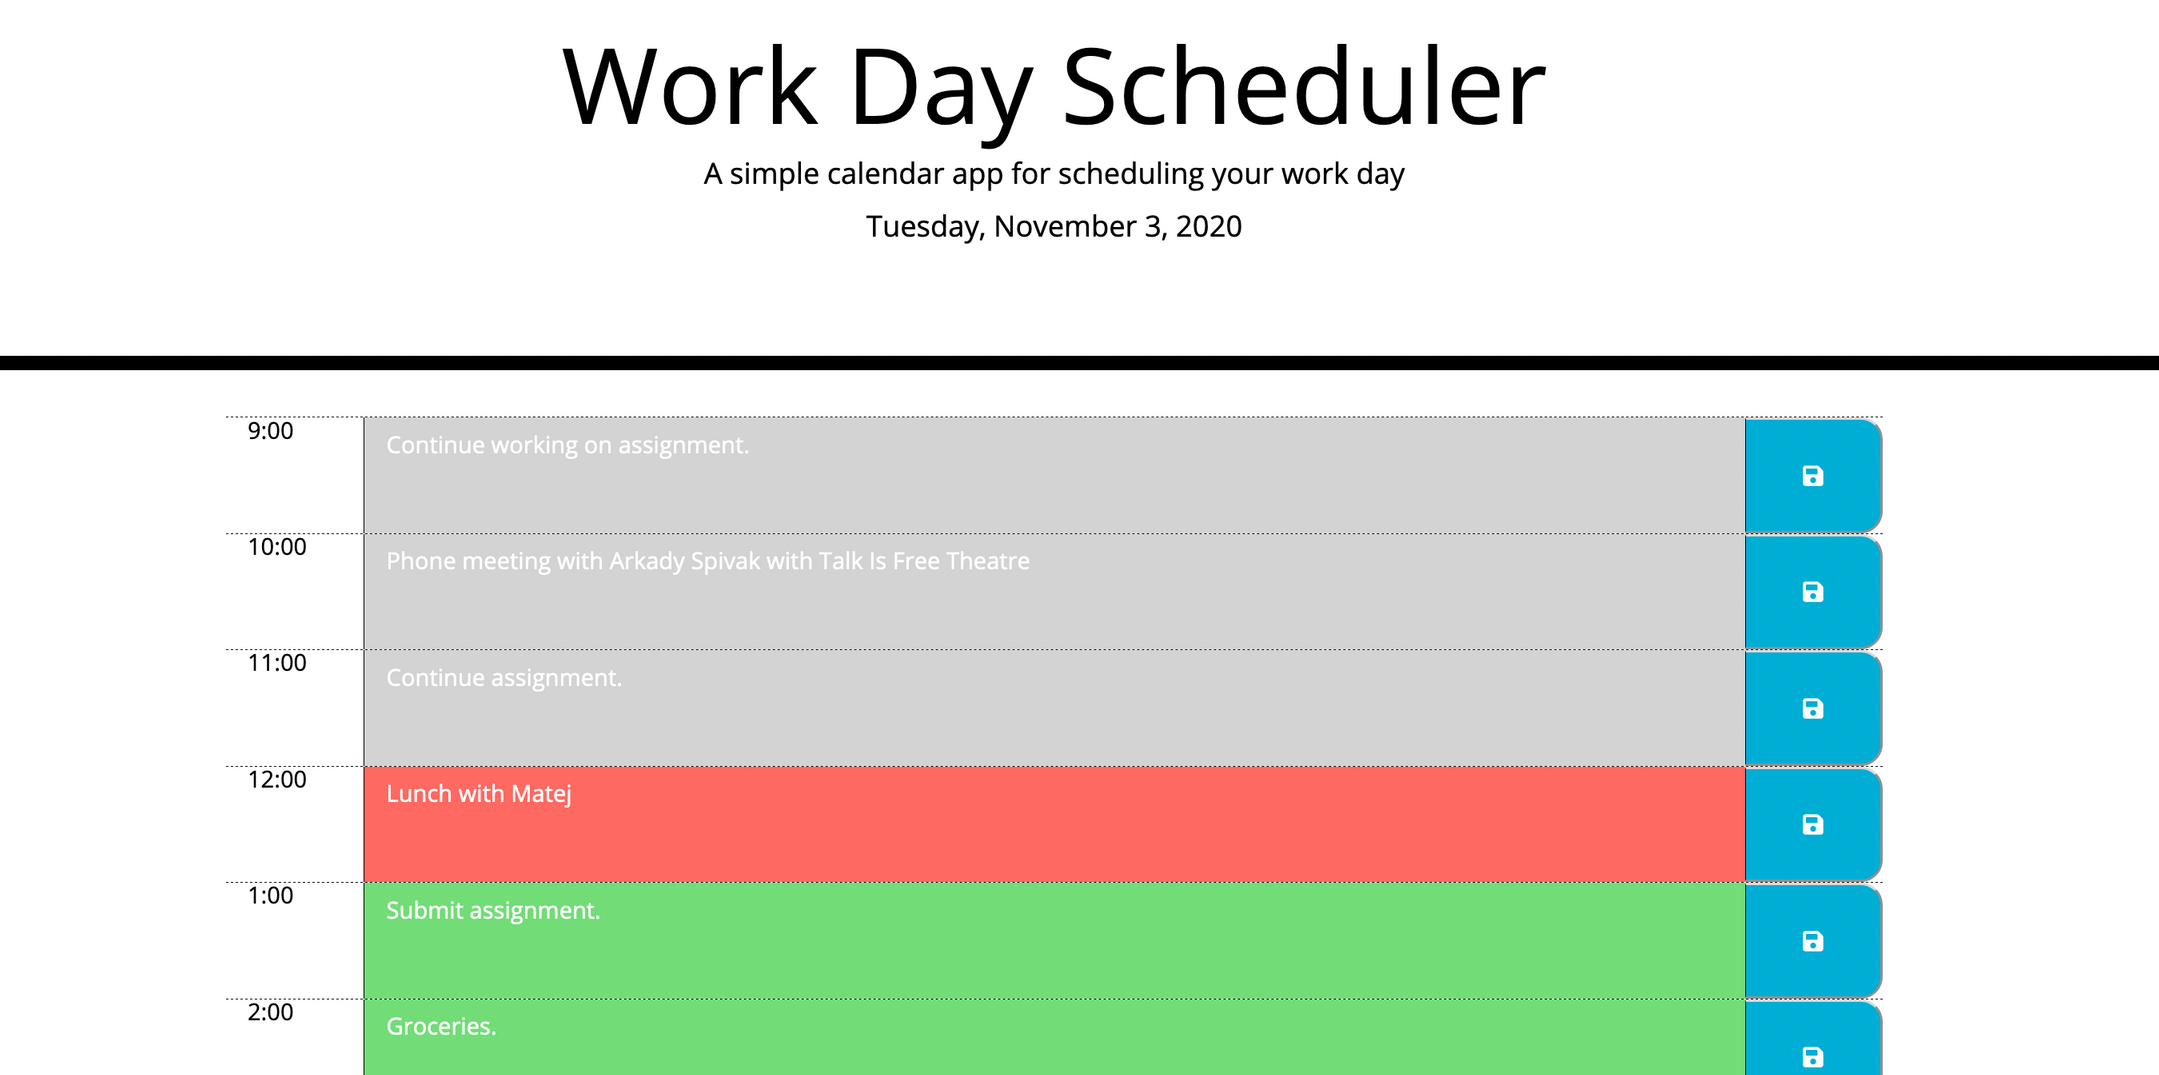 Work Day Scheduler
A simple calendar app for scheduling your work day
Tuesday, November 3, 2020
9:00
Continue working on assignment.
10:00
Phone meeting with Arkady Spivak with Talk Is Free Theatre
11:00
Continue assignment.
12:00
Lunch with Matej
1:00
Submit assignment.
2:00
Groceries.